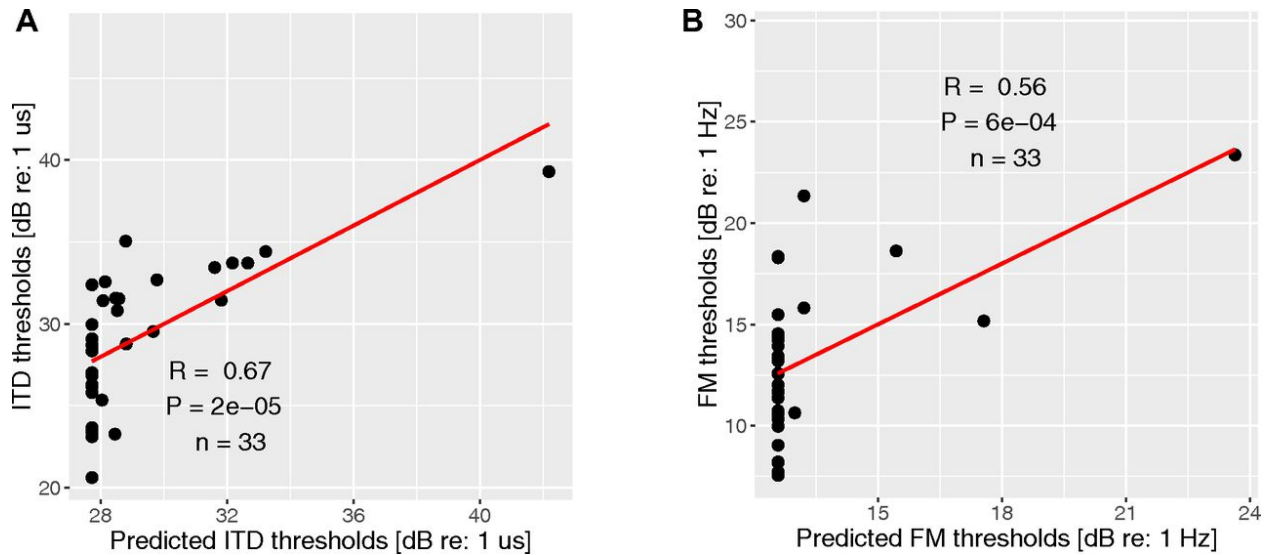 A
ITD thresholds [dB re: 1 us]
40
30
20
R = 0.67
P = 2e−05
n = 33
28 32 36 40
Predicted ITD thresholds [dB re: 1 us]
B
FM thresholds [dB re: 1 Hz]
30
25
20
15
10
R = 0.56
P = 6e−04
n = 33
15 18 21 24
Predicted FM thresholds [dB re: 1 Hz]